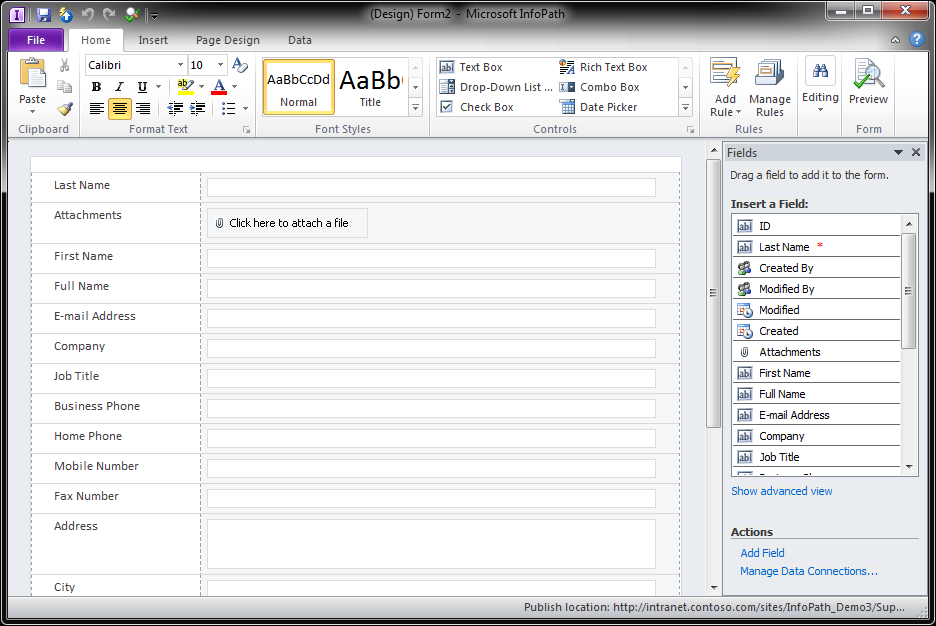 (Design) Form2 - Microsoft InfoPath
File Home Insert Page Design Data
Paste
Clipboard
Calibri 10
B I U ab A
Format Text
AaBbCcDd
Normal
AaBb
Title
Font Styles
Text Box
Drop-Down List ...
Check Box
Rich Text Box
Combo Box
Date Picker
Controls
Add
Rule
Manage
Rules
Rules
Editing
Preview
Form
Last Name
Attachments
Click here to attach a file
First Name
Full Name
E-mail Address
Company
Job Title
Business Phone
Home Phone
Mobile Number
Fax Number
Address
City
Fields
Drag a field to add it to the form.
Insert a Field:
ID
Last Name *
Created By
Modified By
Modified
Created
Attachments
First Name
Full Name
E-mail Address
Company
Job Title
Show advanced view
Actions
Add Field
Manage Data Connections...
Publish location: http://intranet.contoso.com/sites/InfoPath_Demo3/Sup...